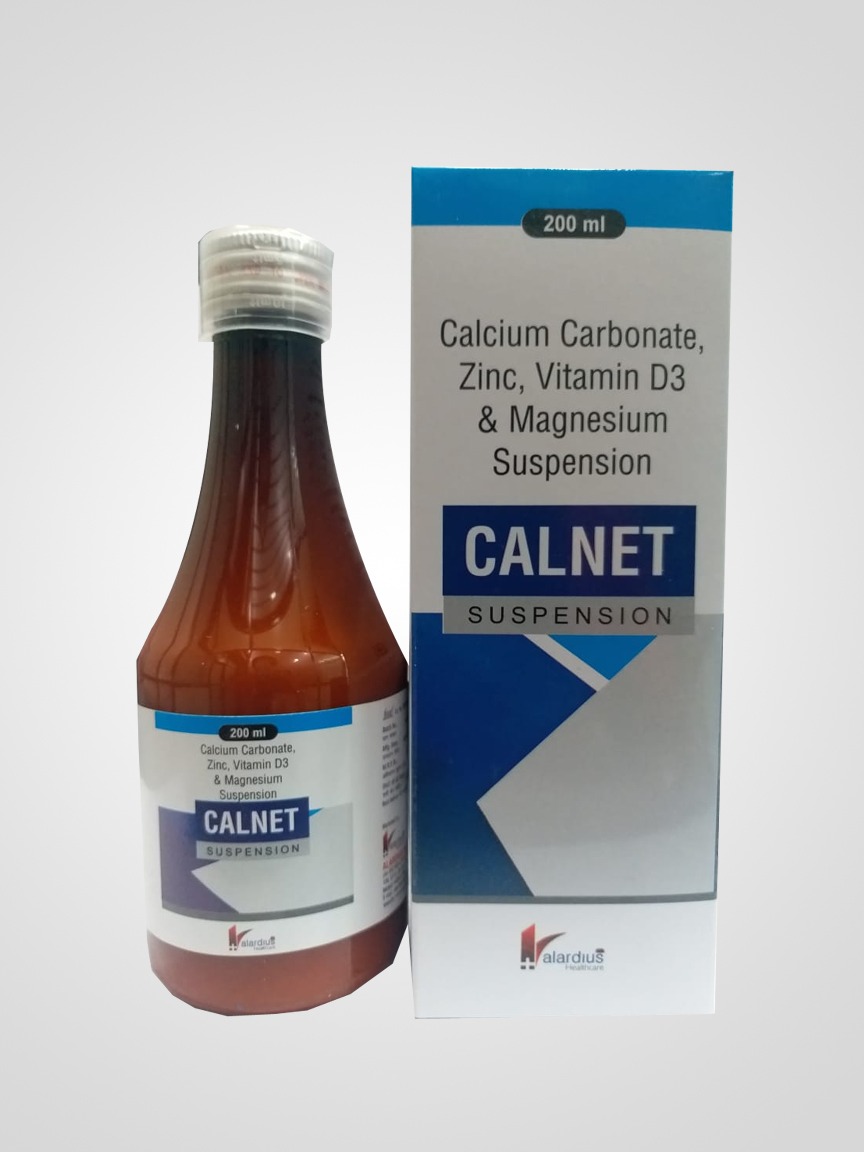 200 ml
Calcium Carbonate,
Zinc, Vitamin D3
& Magnesium
Suspension
CALNET
SUSPENSION
alardius
Healthcare
200 ml
Calcium Carbonate,
Zinc, Vitamin D3
& Magnesium
Suspension
CALNET
SUSPENSION
alardius
Healthcare